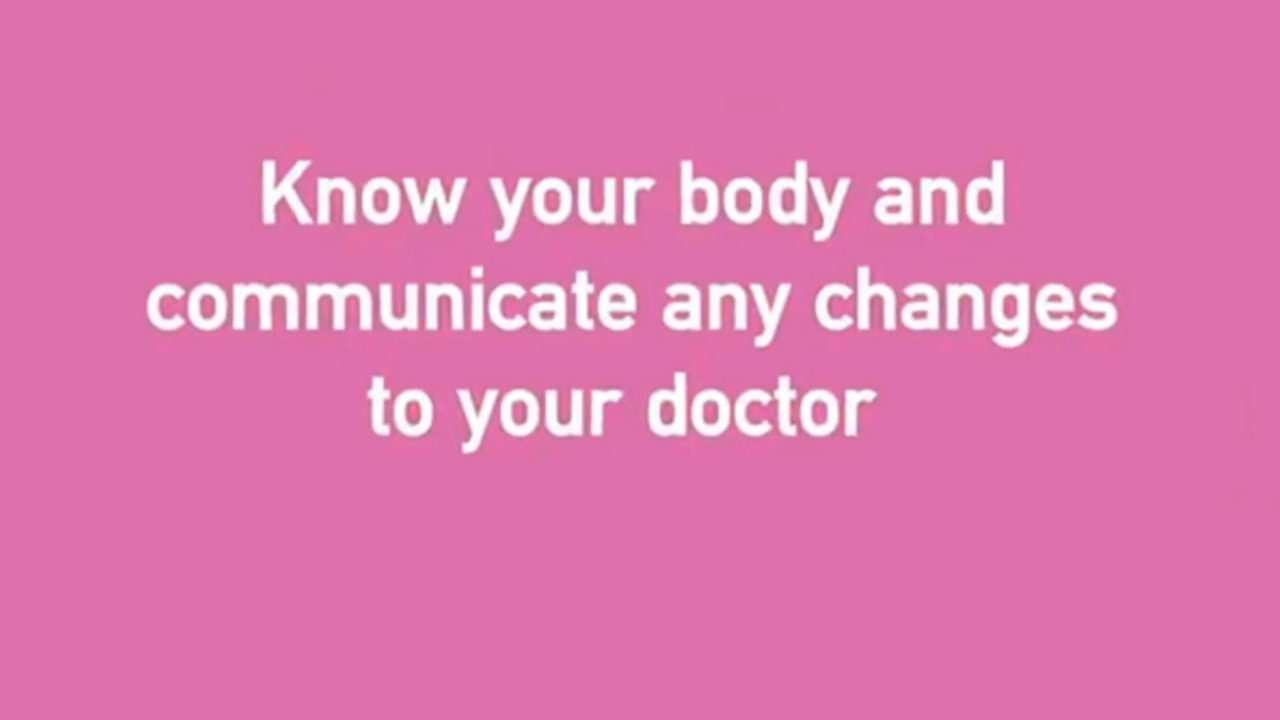 Know your body and
communicate any changes
to your doctor